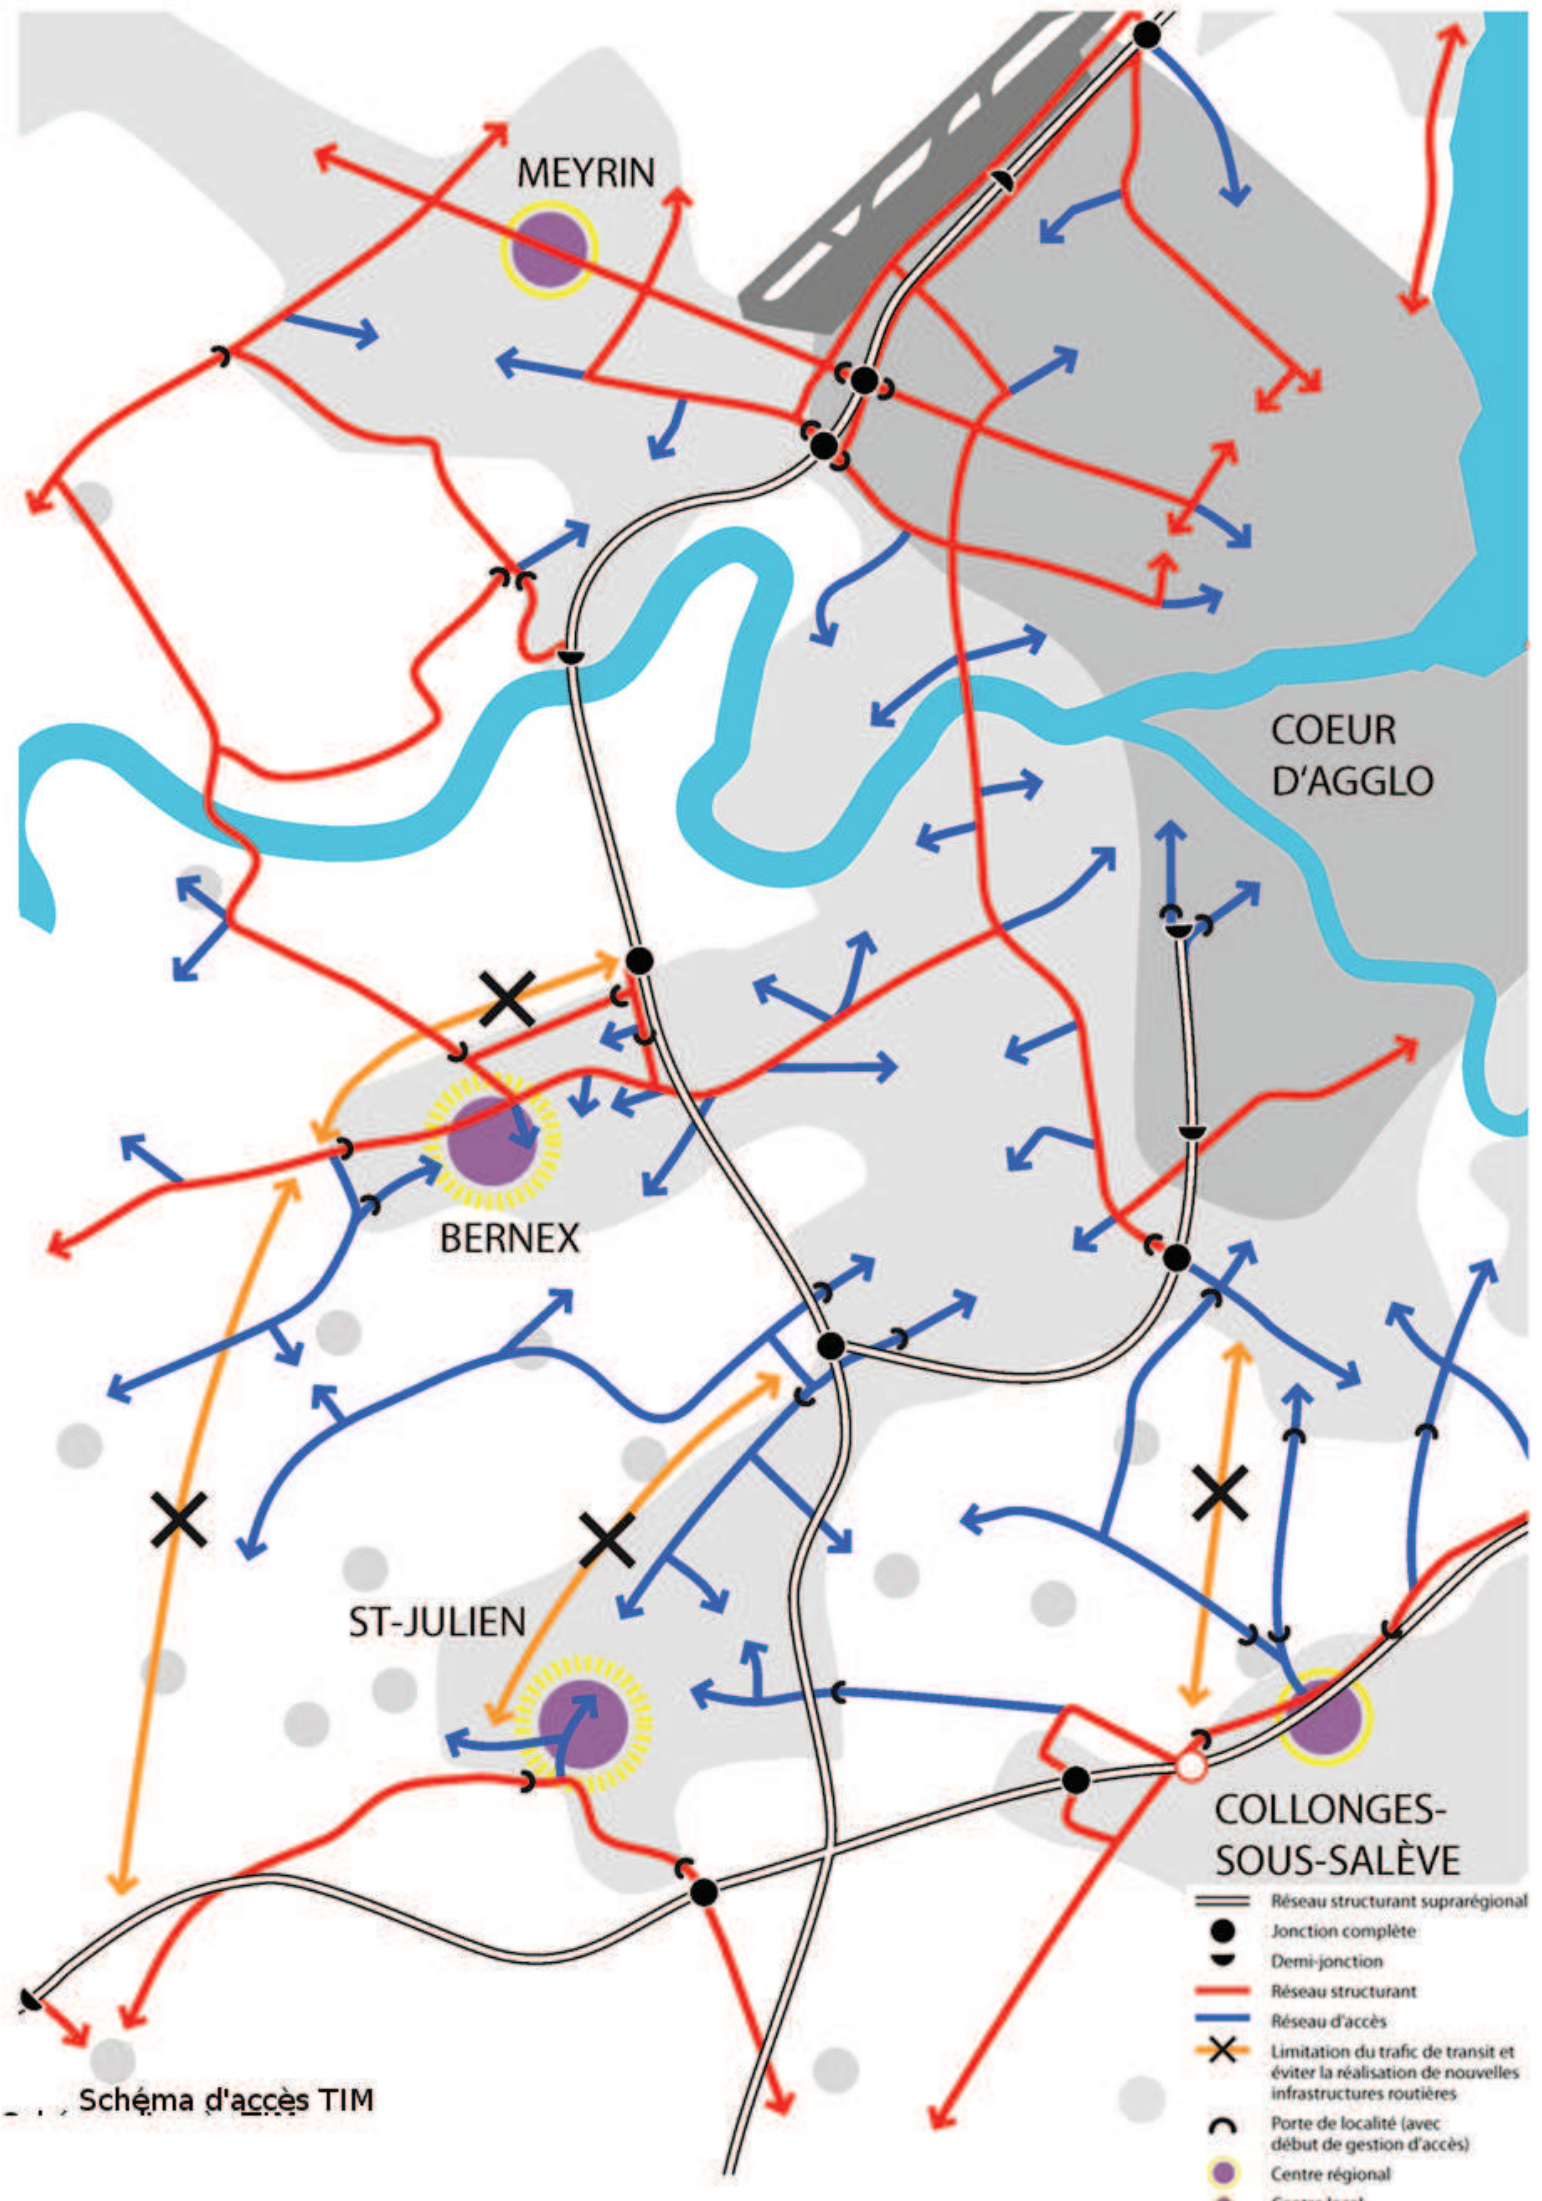 MEYRIN
COEUR
D'AGGLO
BERNEX
ST-JULIEN
COLLONGES-
SOUS-SALÈVE
Réseau structurant suprarégional
Jonction complète
Demi-jonction
Réseau structurant
Réseau d'accès
Limitation du trafic de transit et
éviter la réalisation de nouvelles
infrastructures routières
Porte de localité (avec
début de gestion d'accès)
Centre régional
Schéma d'accès TIM